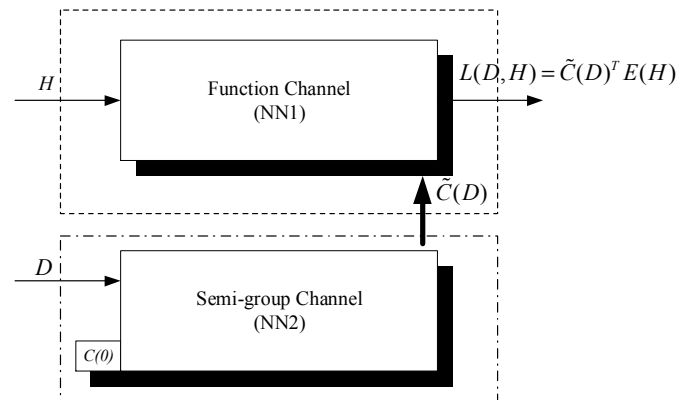 H
Function Channel
(NN1)
L(D, H) = C̃(D)ᵀ E(H)
C̃(D)
D
Semi-group Channel
(NN2)
C(0)